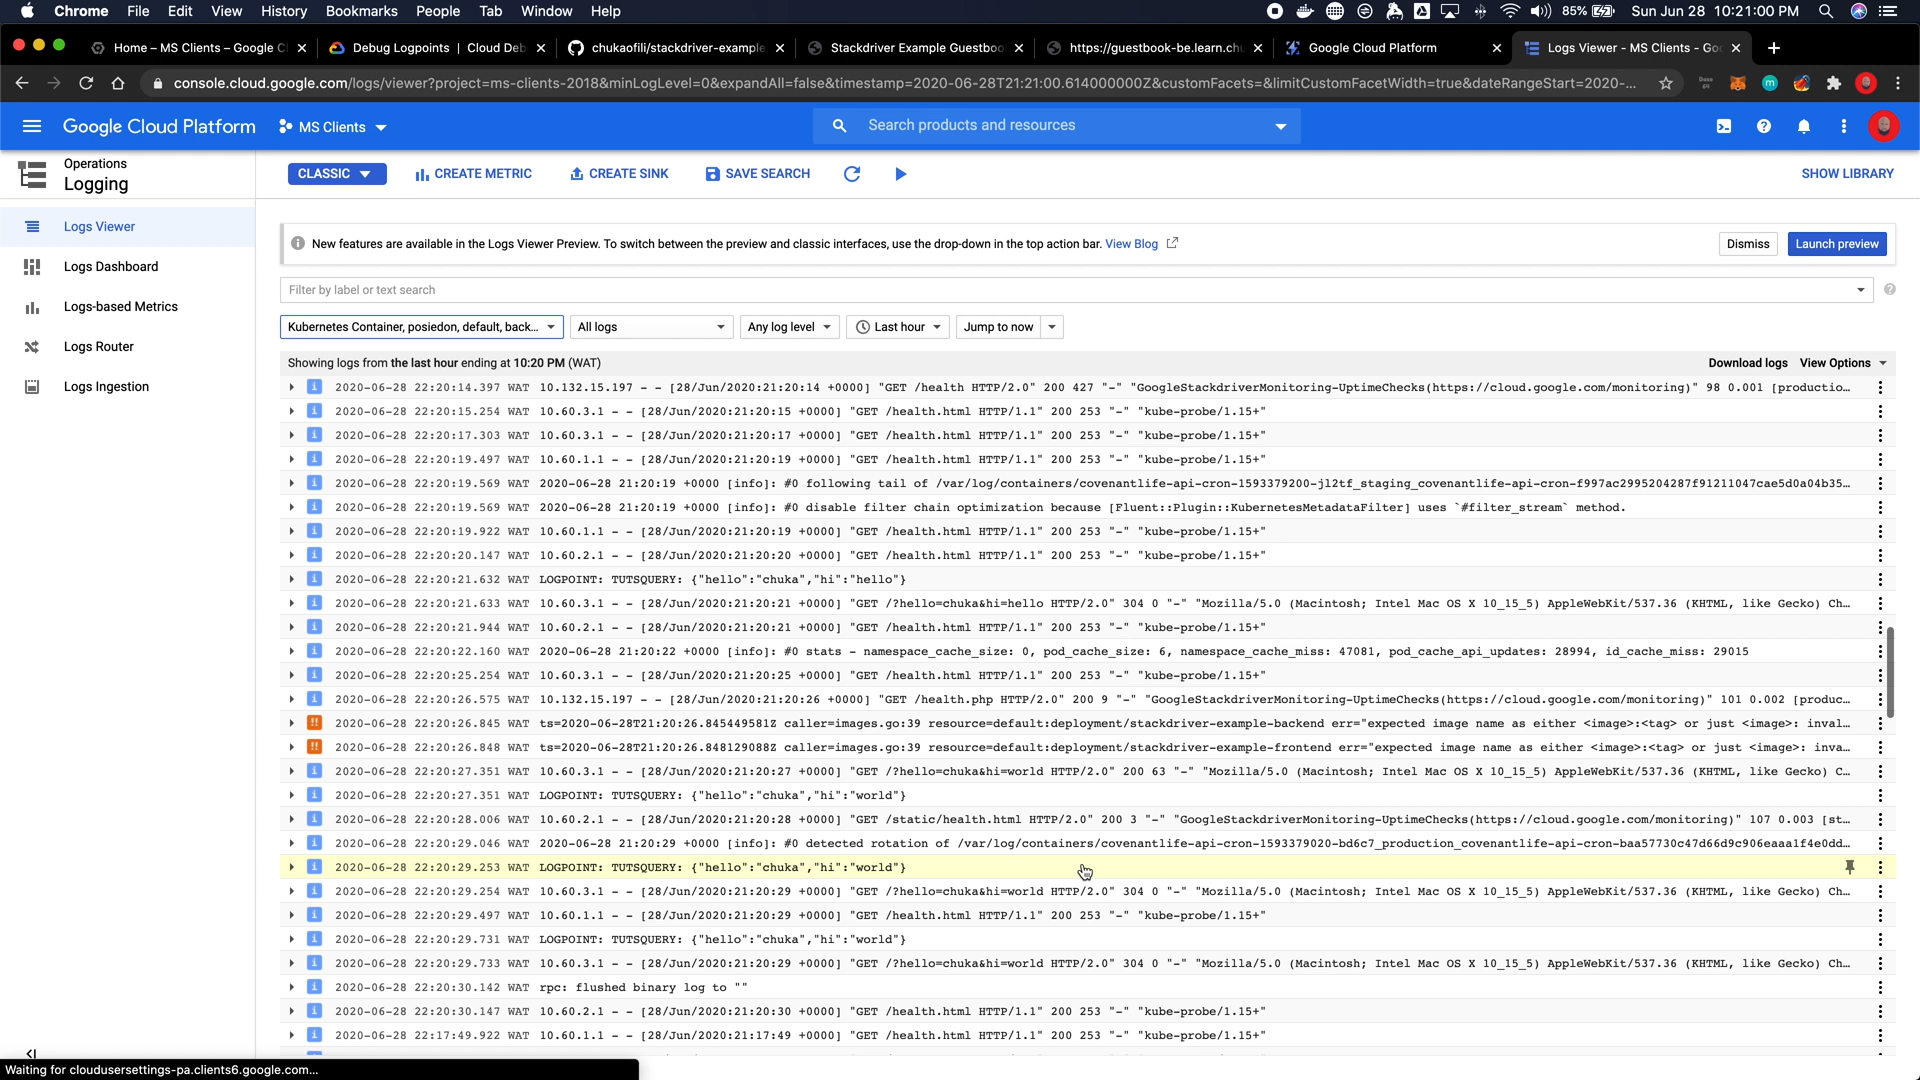 Chrome File Edit View History Bookmarks People Tab Window Help 85% Sun Jun 28 10:21:00 PM
Home – MS Clients – Google C
Debug Logpoints | Cloud Deb
chukaofili/stackdriver-example
Stackdriver Example Guestboo
https://guestbook-be.learn.ch
Google Cloud Platform
Logs Viewer - MS Clients - Go
console.cloud.google.com/logs/viewer?project=ms-clients-2018&minLogLevel=0&expandAll=false&timestamp=2020-06-28T21:21:00.614000000Z&customFacets=&limitCustomFacetWidth=true&dateRangeStart=2020-...
Google Cloud Platform MS Clients Search products and resources
Operations
Logging
CLASSIC CREATE METRIC CREATE SINK SAVE SEARCH SHOW LIBRARY
Logs Viewer
Logs Dashboard
Logs-based Metrics
Logs Router
Logs Ingestion
New features are available in the Logs Viewer Preview. To switch between the preview and classic interfaces, use the drop-down in the top action bar. View Blog Dismiss Launch preview
Filter by label or text search
Kubernetes Container, posiedon, default, back... All logs Any log level Last hour Jump to now
Showing logs from the last hour ending at 10:20 PM (WAT) Download logs View Options
2020-06-28 22:20:14.397 WAT 10.132.15.197 - - [28/Jun/2020:21:20:14 +0000] "GET /health HTTP/2.0" 200 427 "-" "GoogleStackdriverMonitoring-UptimeChecks(https://cloud.google.com/monitoring)" 98 0.001 [productio...
2020-06-28 22:20:15.254 WAT 10.60.3.1 - - [28/Jun/2020:21:20:15 +0000] "GET /health.html HTTP/1.1" 200 253 "-" "kube-probe/1.15+"
2020-06-28 22:20:17.303 WAT 10.60.3.1 - - [28/Jun/2020:21:20:17 +0000] "GET /health.html HTTP/1.1" 200 253 "-" "kube-probe/1.15+"
2020-06-28 22:20:19.497 WAT 10.60.1.1 - - [28/Jun/2020:21:20:19 +0000] "GET /health.html HTTP/1.1" 200 253 "-" "kube-probe/1.15+"
2020-06-28 22:20:19.569 WAT 2020-06-28 21:20:19 +0000 [info]: #0 following tail of /var/log/containers/covenantlife-api-cron-1593379200-jl2tf_staging_covenantlife-api-cron-f997ac2995204287f91211047cae5d0a04b35...
2020-06-28 22:20:19.569 WAT 2020-06-28 21:20:19 +0000 [info]: #0 disable filter chain optimization because [Fluent::Plugin::KubernetesMetadataFilter] uses `#filter_stream` method.
2020-06-28 22:20:19.922 WAT 10.60.1.1 - - [28/Jun/2020:21:20:19 +0000] "GET /health.html HTTP/1.1" 200 253 "-" "kube-probe/1.15+"
2020-06-28 22:20:20.147 WAT 10.60.2.1 - - [28/Jun/2020:21:20:20 +0000] "GET /health.html HTTP/1.1" 200 253 "-" "kube-probe/1.15+"
2020-06-28 22:20:21.632 WAT LOGPOINT: TUTSQUERY: {"hello":"chuka","hi":"hello"}
2020-06-28 22:20:21.633 WAT 10.60.3.1 - - [28/Jun/2020:21:20:21 +0000] "GET /?hello=chuka&hi=hello HTTP/2.0" 304 0 "-" "Mozilla/5.0 (Macintosh; Intel Mac OS X 10_15_5) AppleWebKit/537.36 (KHTML, like Gecko) Ch...
2020-06-28 22:20:21.944 WAT 10.60.2.1 - - [28/Jun/2020:21:20:21 +0000] "GET /health.html HTTP/1.1" 200 253 "-" "kube-probe/1.15+"
2020-06-28 22:20:22.160 WAT 2020-06-28 21:20:22 +0000 [info]: #0 stats - namespace_cache_size: 0, pod_cache_size: 6, namespace_cache_miss: 47081, pod_cache_api_updates: 28994, id_cache_miss: 29015
2020-06-28 22:20:25.254 WAT 10.60.3.1 - - [28/Jun/2020:21:20:25 +0000] "GET /health.html HTTP/1.1" 200 253 "-" "kube-probe/1.15+"
2020-06-28 22:20:26.575 WAT 10.132.15.197 - - [28/Jun/2020:21:20:26 +0000] "GET /health.php HTTP/2.0" 200 9 "-" "GoogleStackdriverMonitoring-UptimeChecks(https://cloud.google.com/monitoring)" 101 0.002 [produc...
2020-06-28 22:20:26.845 WAT ts=2020-06-28T21:20:26.845449581Z caller=images.go:39 resource=default:deployment/stackdriver-example-backend err="expected image name as either <image>:<tag> or just <image>: inval...
2020-06-28 22:20:26.848 WAT ts=2020-06-28T21:20:26.848129088Z caller=images.go:39 resource=default:deployment/stackdriver-example-frontend err="expected image name as either <image>:<tag> or just <image>: inva...
2020-06-28 22:20:27.351 WAT 10.60.3.1 - - [28/Jun/2020:21:20:27 +0000] "GET /?hello=chuka&hi=world HTTP/2.0" 200 63 "-" "Mozilla/5.0 (Macintosh; Intel Mac OS X 10_15_5) AppleWebKit/537.36 (KHTML, like Gecko) C...
2020-06-28 22:20:27.351 WAT LOGPOINT: TUTSQUERY: {"hello":"chuka","hi":"world"}
2020-06-28 22:20:28.006 WAT 10.60.2.1 - - [28/Jun/2020:21:20:28 +0000] "GET /static/health.html HTTP/2.0" 200 3 "-" "GoogleStackdriverMonitoring-UptimeChecks(https://cloud.google.com/monitoring)" 107 0.003 [st...
2020-06-28 22:20:29.046 WAT 2020-06-28 21:20:29 +0000 [info]: #0 detected rotation of /var/log/containers/covenantlife-api-cron-1593379020-bd6c7_production_covenantlife-api-cron-baa57730c47d66d9c906eaaa1f4e0dd...
2020-06-28 22:20:29.253 WAT LOGPOINT: TUTSQUERY: {"hello":"chuka","hi":"world"}
2020-06-28 22:20:29.254 WAT 10.60.3.1 - - [28/Jun/2020:21:20:29 +0000] "GET /?hello=chuka&hi=world HTTP/2.0" 304 0 "-" "Mozilla/5.0 (Macintosh; Intel Mac OS X 10_15_5) AppleWebKit/537.36 (KHTML, like Gecko) Ch...
2020-06-28 22:20:29.497 WAT 10.60.1.1 - - [28/Jun/2020:21:20:29 +0000] "GET /health.html HTTP/1.1" 200 253 "-" "kube-probe/1.15+"
2020-06-28 22:20:29.731 WAT LOGPOINT: TUTSQUERY: {"hello":"chuka","hi":"world"}
2020-06-28 22:20:29.733 WAT 10.60.3.1 - - [28/Jun/2020:21:20:29 +0000] "GET /?hello=chuka&hi=world HTTP/2.0" 304 0 "-" "Mozilla/5.0 (Macintosh; Intel Mac OS X 10_15_5) AppleWebKit/537.36 (KHTML, like Gecko) Ch...
2020-06-28 22:20:30.142 WAT rpc: flushed binary log to ""
2020-06-28 22:20:30.147 WAT 10.60.2.1 - - [28/Jun/2020:21:20:30 +0000] "GET /health.html HTTP/1.1" 200 253 "-" "kube-probe/1.15+"
2020-06-28 22:17:49.922 WAT 10.60.1.1 - - [28/Jun/2020:21:17:49 +0000] "GET /health.html HTTP/1.1" 200 253 "-" "kube-probe/1.15+"
Waiting for cloudusersettings-pa.clients6.google.com...